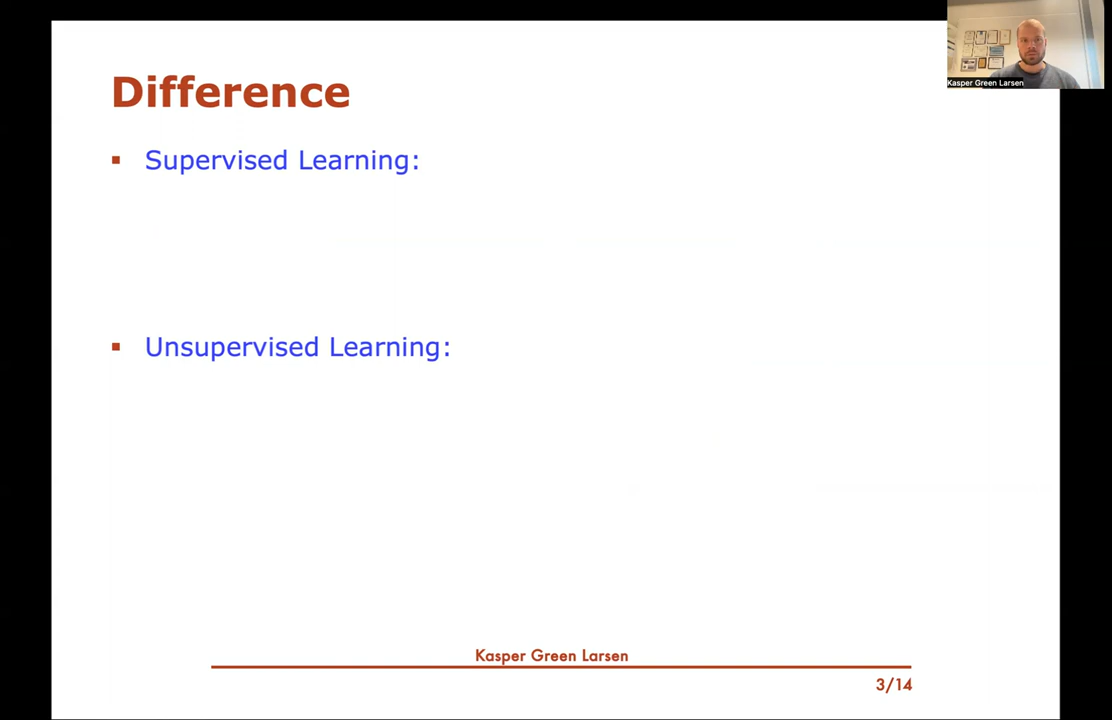 Kasper Green Larsen
Difference
Supervised Learning:
Unsupervised Learning:
Kasper Green Larsen
3/14